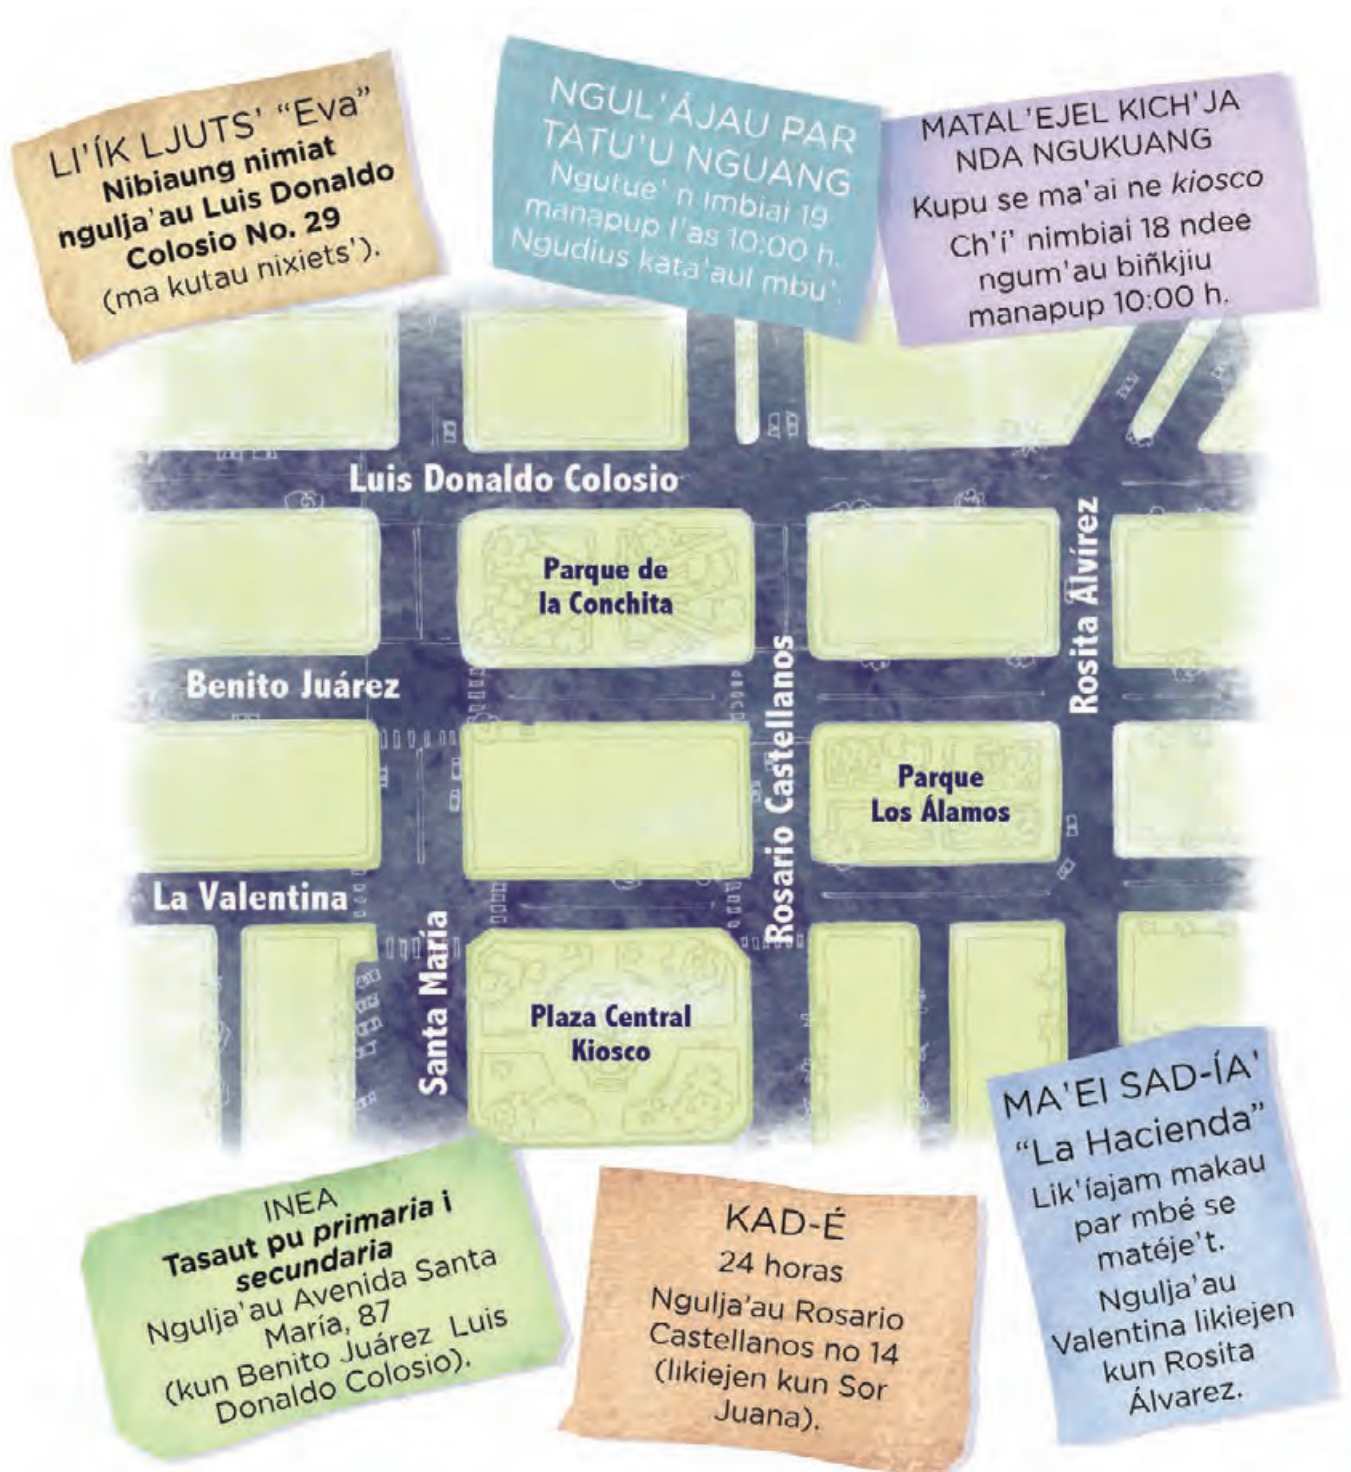 LI'ÍK LJUTS' “Eva”
Nibiaung nimiat
ngulja'au Luis Donaldo
Colosio No. 29
(ma kutau nixiets').
NGUL'ÁJAU PAR
TATU'U NGUANG
Ngutue' n imbiai 19
manapup l'as 10:00 h.
Ngudius kata'aul mbu'.
MATAL'EJEL KICH'JA
NDA NGUKUANG
Kupu se ma'ai ne kiosco
Ch'í' nimbiai 18 ndee
ngum'au biñkjiu
manapup 10:00 h.
Luis Donaldo Colosio
Parque de
la Conchita
Rosita Álvírez
Benito Juárez
Rosario Castellanos
Parque
Los Álamos
La Valentina
Santa María
Plaza Central
Kiosco
INEA
Tasaut pu primaria i
secundaria
Ngulja'au Avenida Santa
María, 87
(kun Benito Juárez Luis
Donaldo Colosio).
KAD-É
24 horas
Ngulja'au Rosario
Castellanos no 14
(likiejen kun Sor
Juana).
MA'EI SAD-ÍA'
“La Hacienda”
Lik'íajam makau
par mbé se
matéje't.
Ngulja'au
Valentina likiejen
kun Rosita
Álvarez.